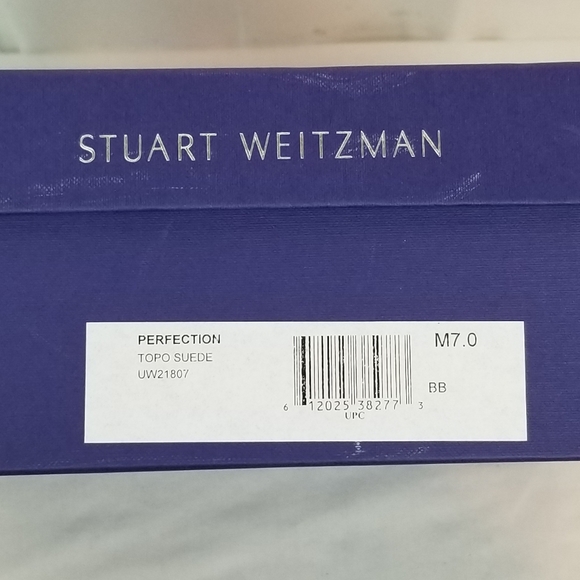 STUART WEITZMAN
PERFECTION
TOPO SUEDE
UW21807
M7.0
BB
6 12025 38277 3
UPC